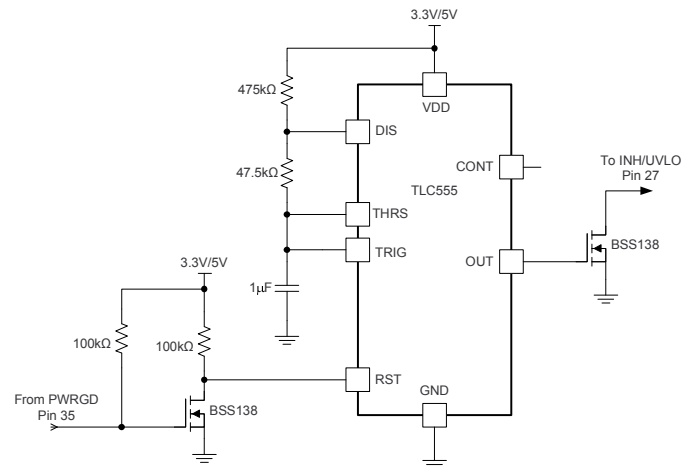 3.3V/5V
475kΩ
VDD
DIS
CONT
47.5kΩ
TLC555
To INH/UVLO
Pin 27
THRS
TRIG
OUT
BSS138
3.3V/5V
1μF
100kΩ
100kΩ
RST
GND
From PWRGD
Pin 35
BSS138